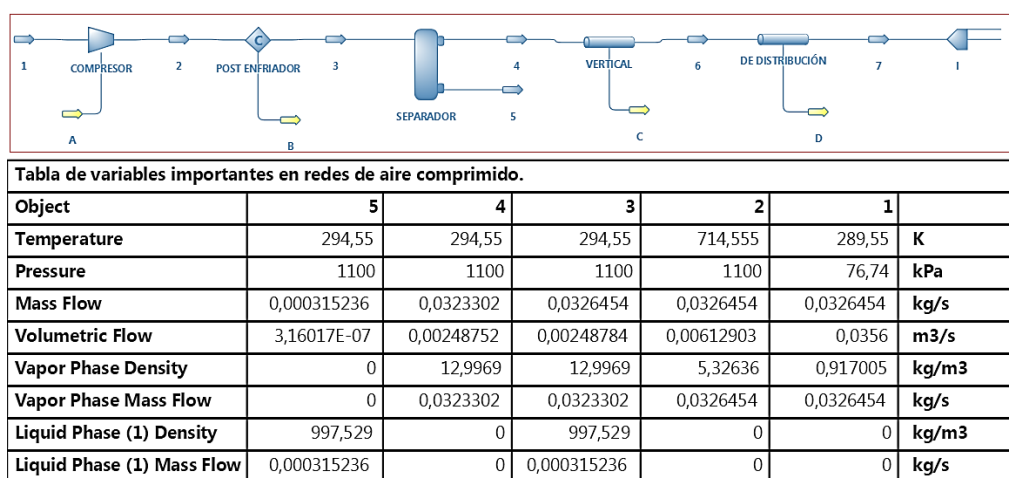 1 COMPRESOR 2 POST ENFRIADOR 3 SEPARADOR 4 5 VERTICAL 6 DE DISTRIBUCIÓN 7 I
C
A B C D
Tabla de variables importantes en redes de aire comprimido.
Object 5 4 3 2 1
Temperature 294,55 294,55 294,55 714,555 289,55 K
Pressure 1100 1100 1100 1100 76,74 kPa
Mass Flow 0,000315236 0,0323302 0,0326454 0,0326454 0,0326454 kg/s
Volumetric Flow 3,16017E-07 0,00248752 0,00248784 0,00612903 0,0356 m3/s
Vapor Phase Density 0 12,9969 12,9969 5,32636 0,917005 kg/m3
Vapor Phase Mass Flow 0 0,0323302 0,0323302 0,0326454 0,0326454 kg/s
Liquid Phase (1) Density 997,529 0 997,529 0 0 kg/m3
Liquid Phase (1) Mass Flow 0,000315236 0 0,000315236 0 0 kg/s